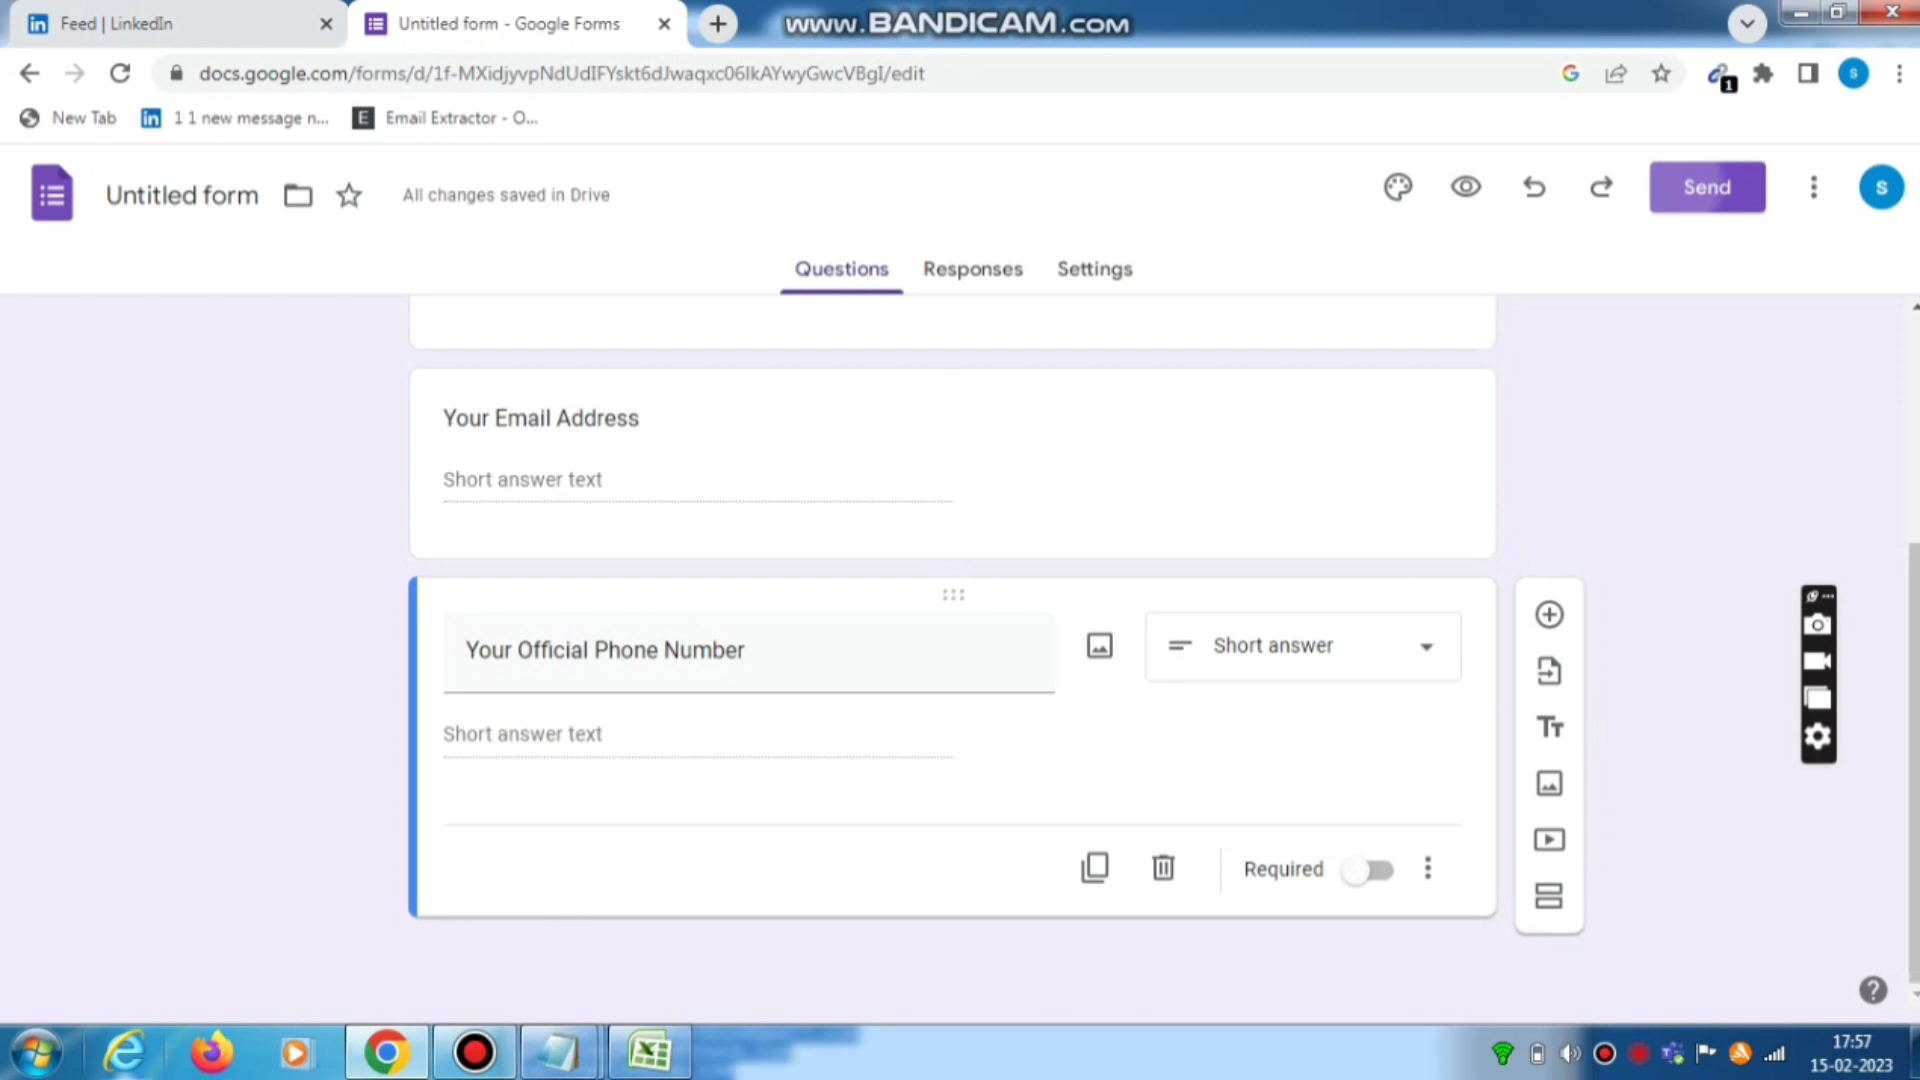 Feed | LinkedIn
Untitled form - Google Forms
www.BANDICAM.com
docs.google.com/forms/d/1f-MXidjyvpNdUdIFYskt6dJwaqxc06IkAYwyGwcVBgI/edit
S
1
New Tab
1 1 new message n...
E
Email Extractor - O...
Untitled form
All changes saved in Drive
Send
S
Questions
Responses
Settings
Your Email Address
Short answer text
Your Official Phone Number
Short answer
Short answer text
Required
17:57
15-02-2023